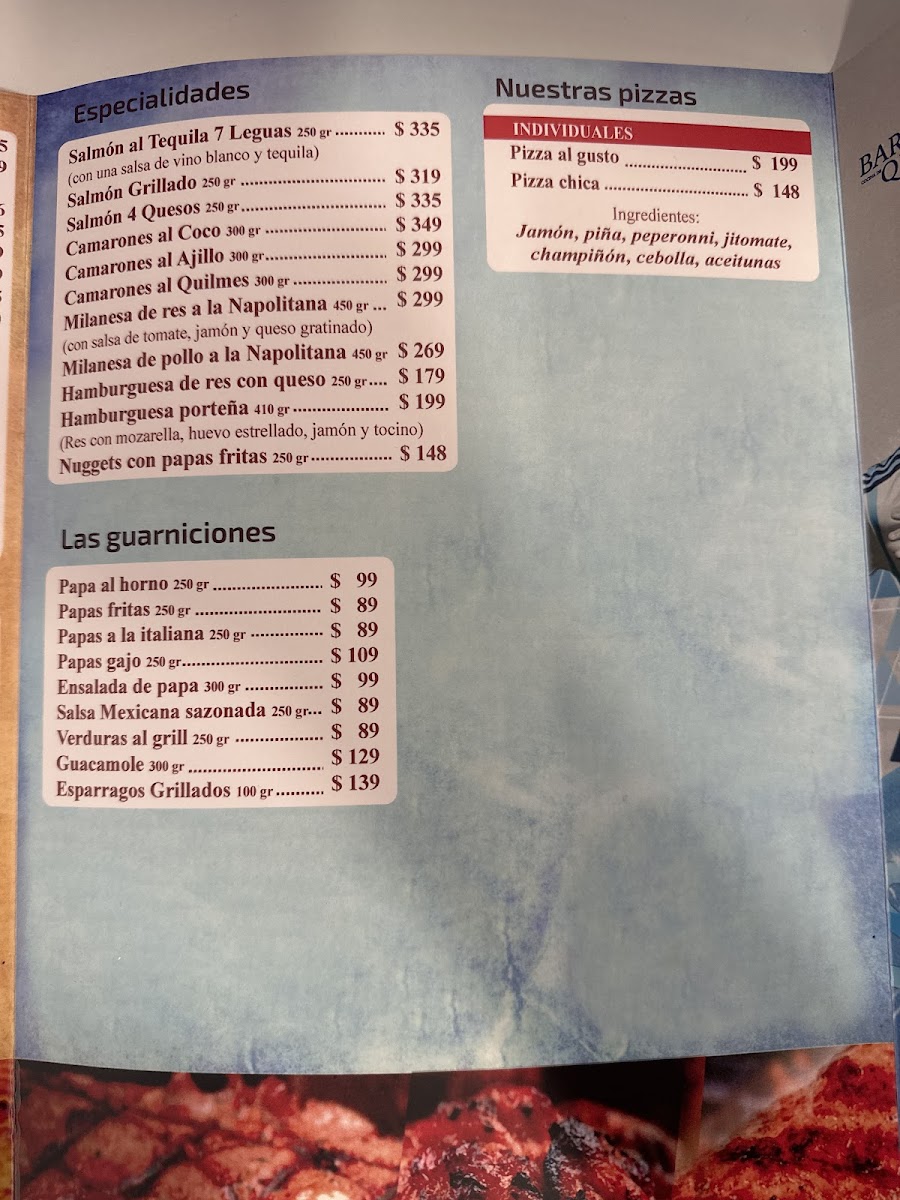 Especialidades
Salmón al Tequila 7 Leguas 250 gr ........... $ 335
(con una salsa de vino blanco y tequila)
Salmón Grillado 250 gr ................................ $ 319
Salmón 4 Quesos 250 gr................................ $ 335
Camarones al Coco 300 gr ........................... $ 349
Camarones al Ajillo 300 gr........................... $ 299
Camarones al Quilmes 300 gr ..................... $ 299
Milanesa de res a la Napolitana 450 gr ... $ 299
(con salsa de tomate, jamón y queso gratinado)
Milanesa de pollo a la Napolitana 450 gr $ 269
Hamburguesa de res con queso 250 gr.... $ 179
Hamburguesa porteña 410 gr ..................... $ 199
(Res con mozarella, huevo estrellado, jamón y tocino)
Nuggets con papas fritas 250 gr.................. $ 148
Las guarniciones
Papa al horno 250 gr ........................ $ 99
Papas fritas 250 gr ............................ $ 89
Papas a la italiana 250 gr ................ $ 89
Papas gajo 250 gr............................... $ 109
Ensalada de papa 300 gr ................. $ 99
Salsa Mexicana sazonada 250 gr... $ 89
Verduras al grill 250 gr ................... $ 89
Guacamole 300 gr ............................. $ 129
Esparragos Grillados 100 gr .......... $ 139
Nuestras pizzas
INDIVIDUALES
Pizza al gusto ........................... $ 199
Pizza chica ................................ $ 148
Ingredientes:
Jamón, piña, peperonni, jitomate,
champiñón, cebolla, aceitunas
BAR